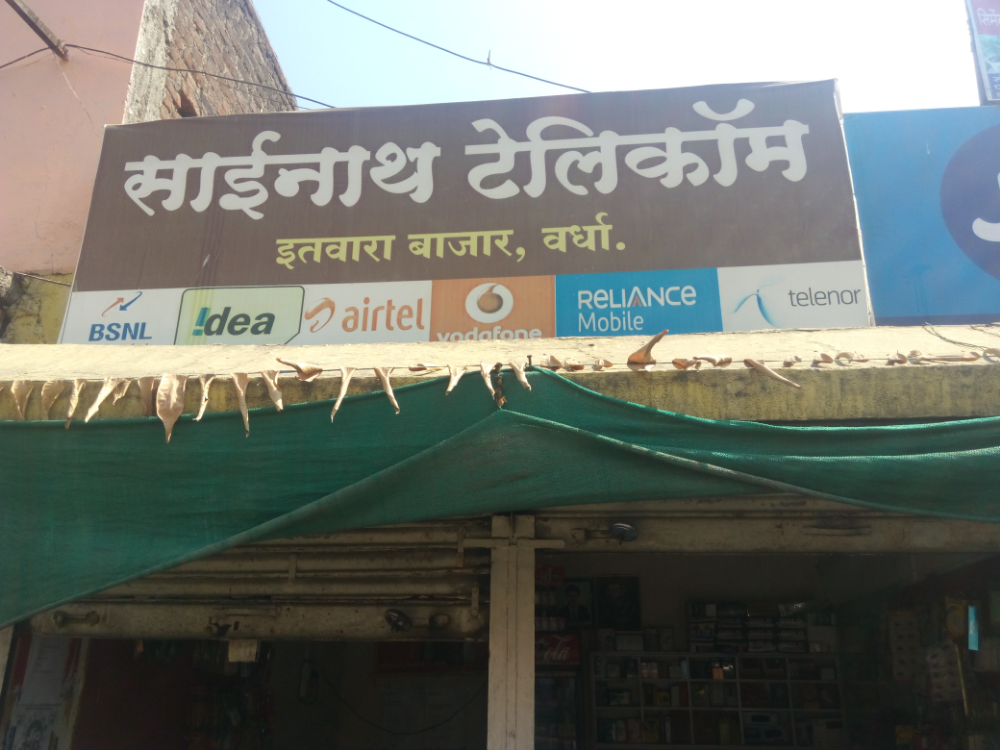 साईनाथ टेलिकॉम
इतवारा बाजार, वर्धा.
BSNL
!dea
airtel
vodafone
RELIANCE
Mobile
telenor